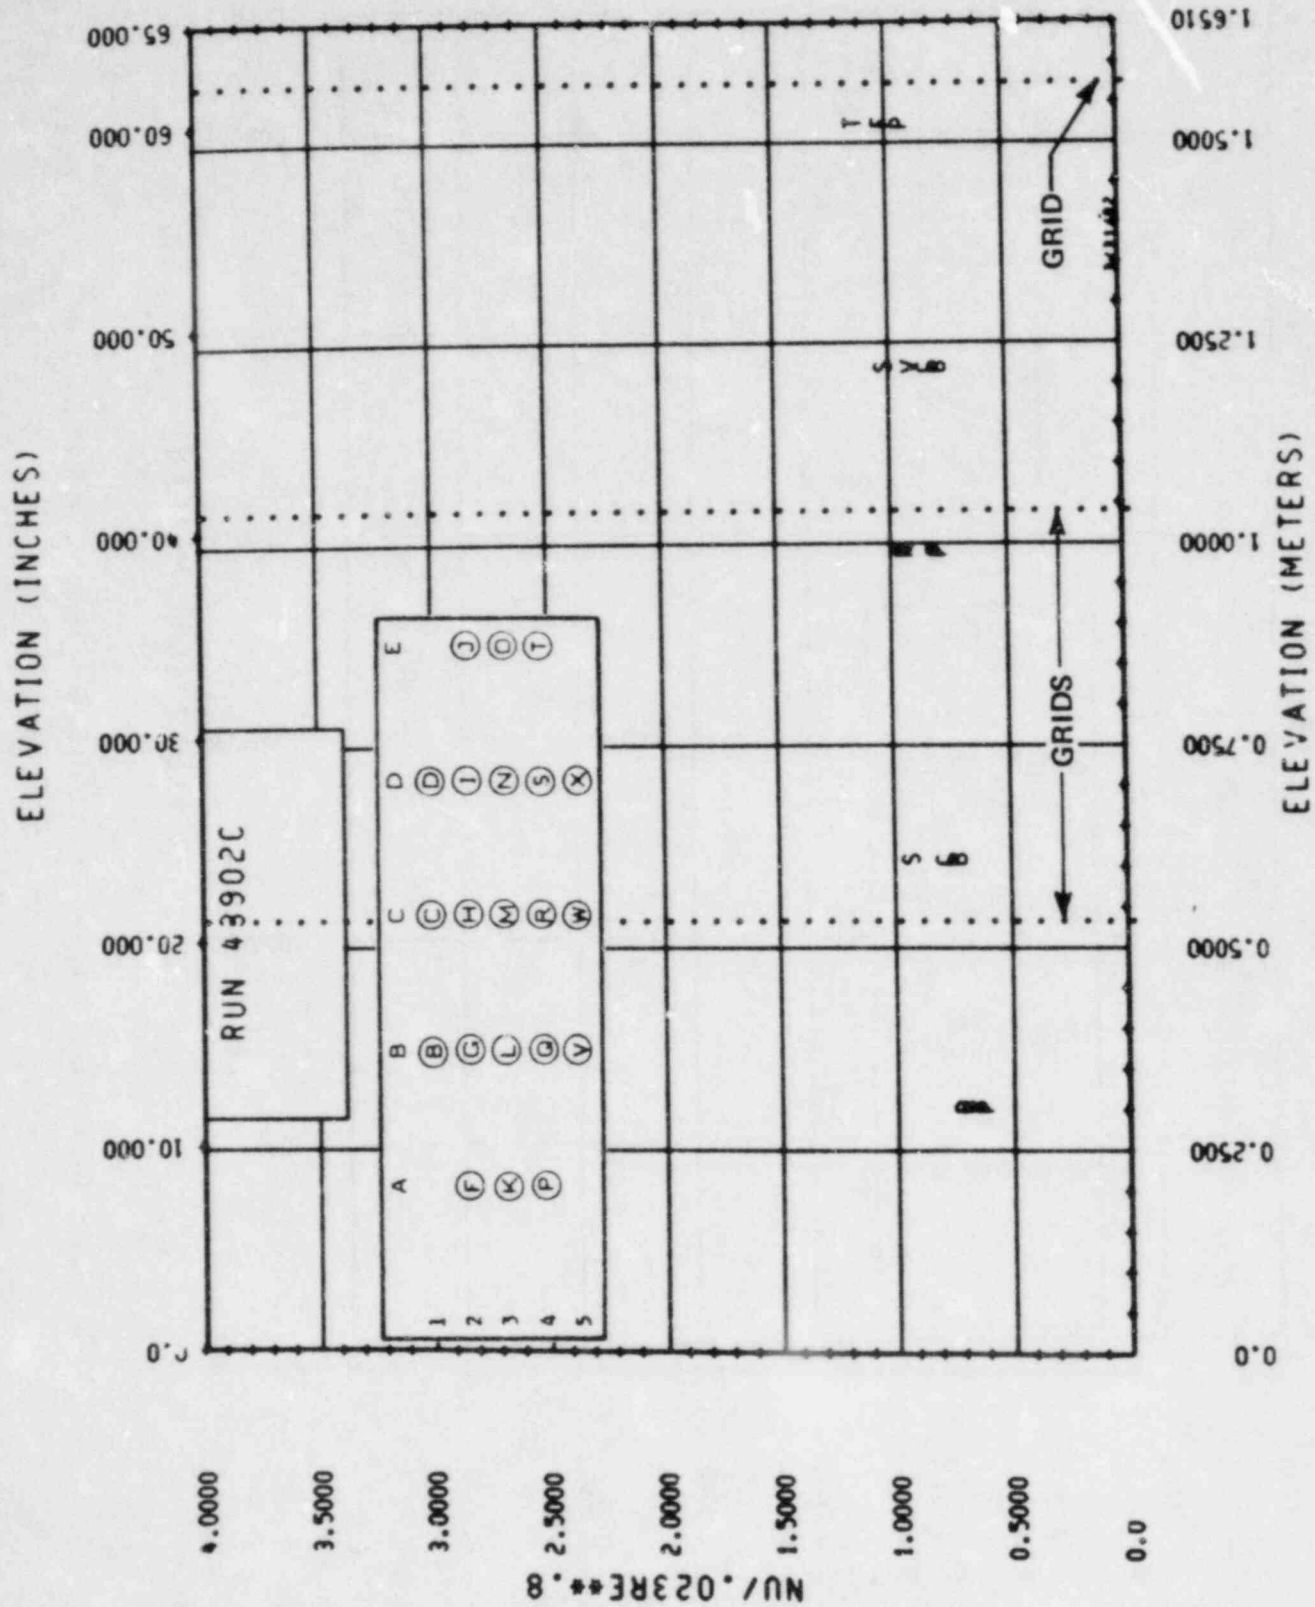 ELEVATION (INCHES)
0.0
10.000
20.000
30.000
40.000
50.000
60.000
65.000
RUN 43902C
A B C D E
1 B C D
2 F G H I J
3 K L M N O
4 P Q R S T
5 V W X
NU/.023RE**.8
4.0000
3.5000
3.0000
2.5000
2.0000
1.5000
1.0000
0.5000
0.0
S
S
T
GRIDS
GRID
0.0
0.2500
0.5000
0.7500
1.0000
1.2500
1.5000
1.6510
ELEVATION (METERS)